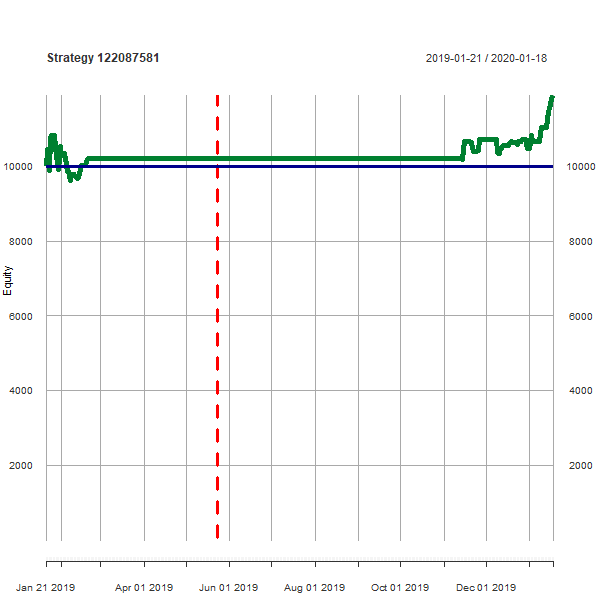 Strategy 122087581
2019-01-21 / 2020-01-18
Equity
10000
10000
8000
8000
6000
6000
4000
4000
2000
2000
Jan 21 2019
Apr 01 2019
Jun 01 2019
Aug 01 2019
Oct 01 2019
Dec 01 2019